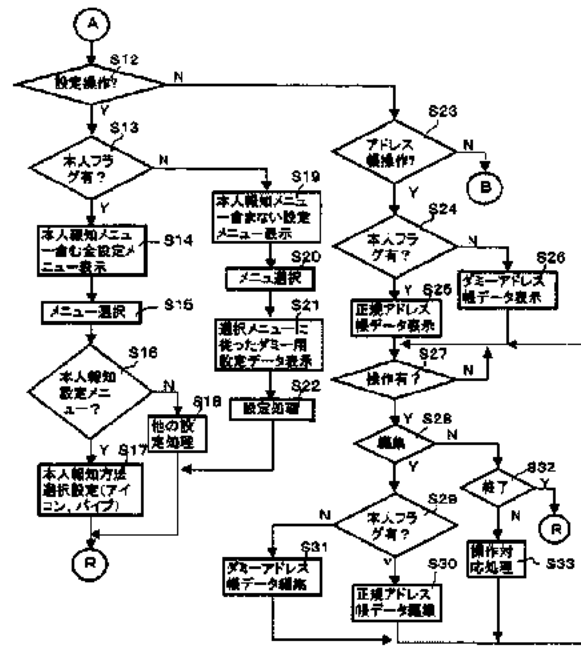 A
S12
設定操作?
N
Y
S13
本人フラ
グ有?
N
Y
S14
本人報知メニュ
ー含む全設定メ
ニュー表示
S15
メニュー選択
S16
本人報知
設定メニ
ュー?
N
Y
S17
本人報知方法
選択設定(アイ
コン、バイブ)
R
S18
他の設
定処理
S19
本人報知メニュ
ー含まない設定
メニュー表示
S20
メニュ選択
S21
選択メニューに
従ったダミー用
設定データ表示
S22
設定処理
S23
アドレス
帳操作?
N
B
Y
S24
本人フラ
グ有?
N
Y
S25
正規アドレス
帳データ表示
S26
ダミーアドレス
帳データ表示
S27
操作有?
N
Y
S28
編集
N
Y
S29
本人フラ
グ有?
N
Y
S30
正規アドレス
帳データ編集
S31
ダミーアドレス
帳データ編集
S32
終了
Y
R
N
S33
操作対
応処理